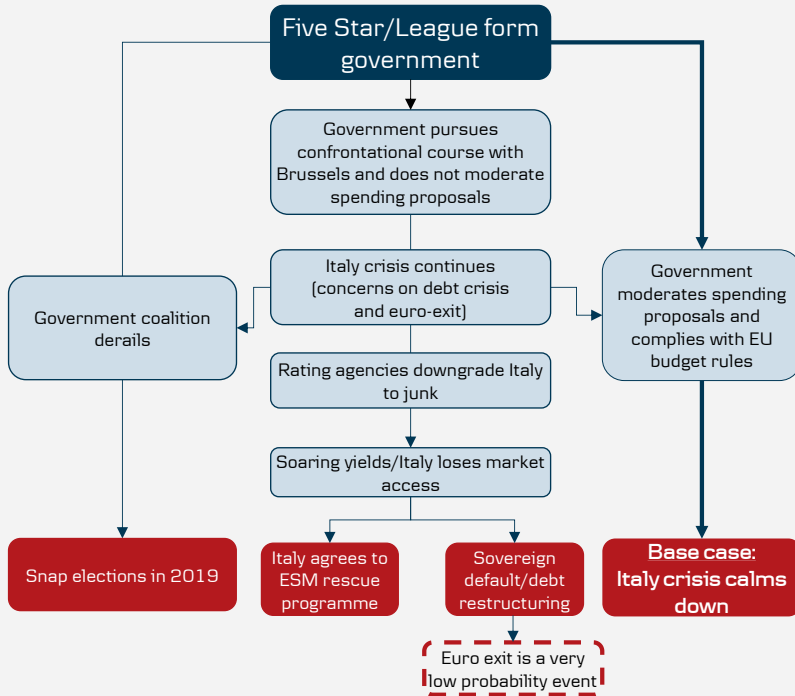 Five Star/League form
government
Government pursues
confrontational course with
Brussels and does not moderate
spending proposals
Italy crisis continues
(concerns on debt crisis
and euro-exit)
Government coalition
derails
Government
moderates spending
proposals and
complies with EU
budget rules
Rating agencies downgrade Italy
to junk
Soaring yields/Italy loses market
access
Snap elections in 2019
Italy agrees to
ESM rescue
programme
Sovereign
default/debt
restructuring
Base case:
Italy crisis calms
down
Euro exit is a very
low probability event